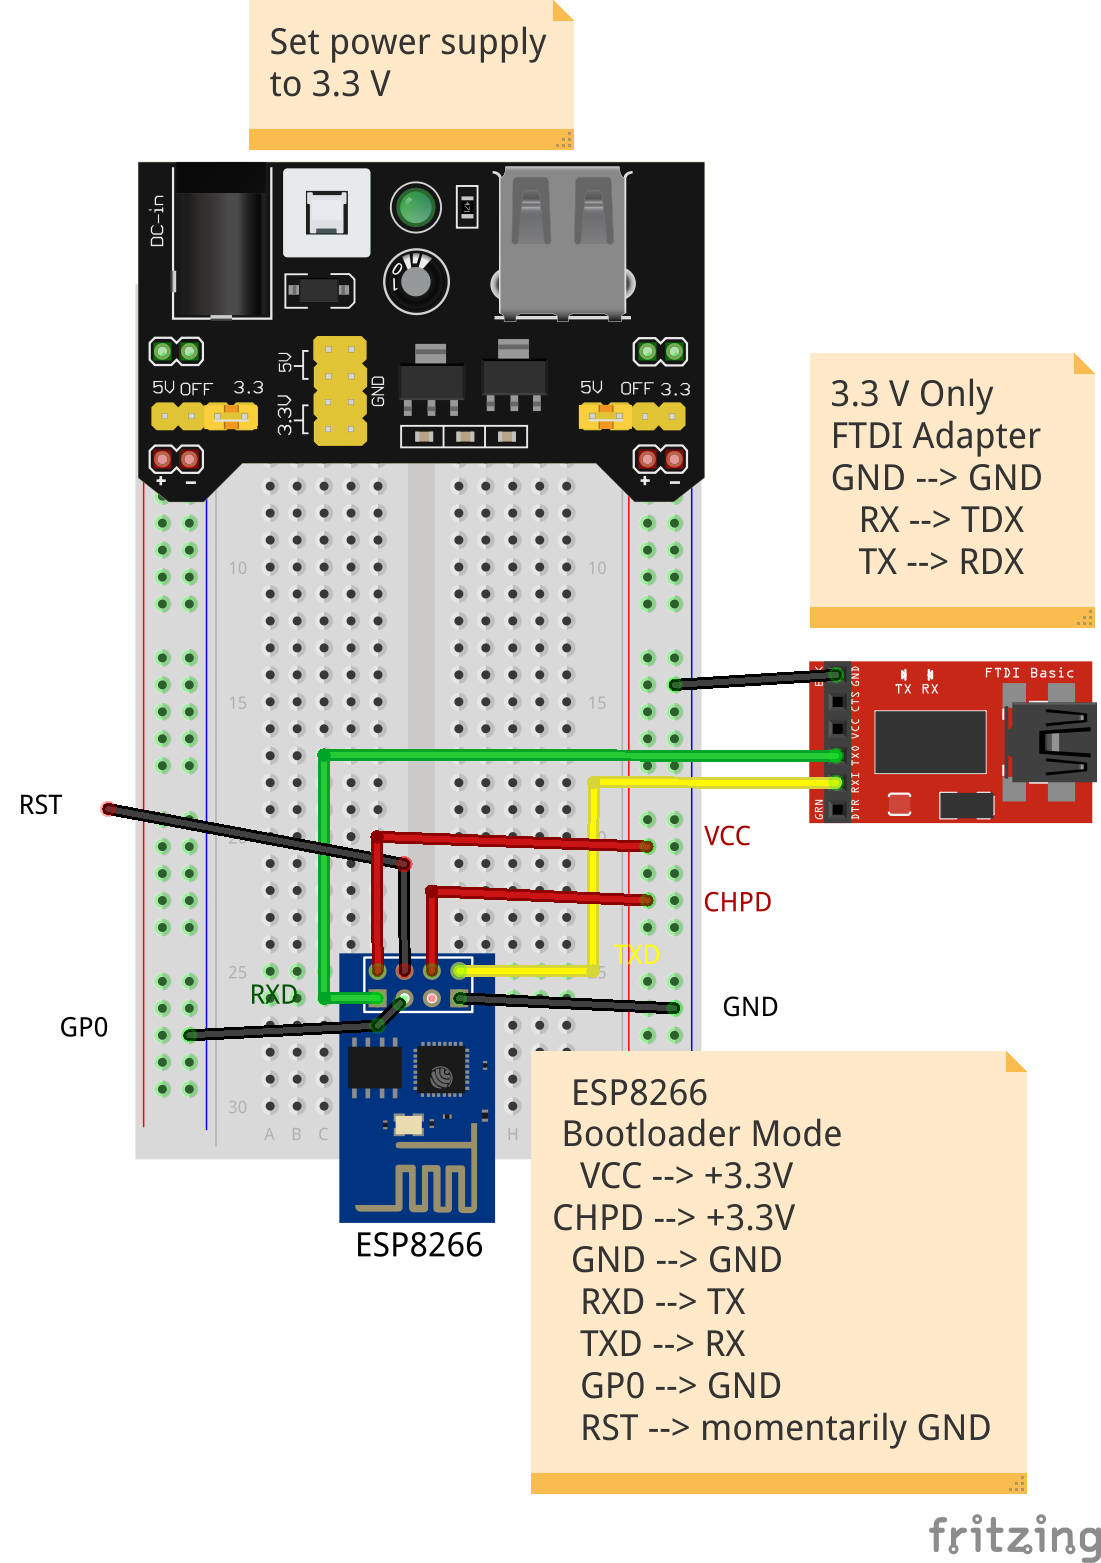 Set power supply
to 3.3 V
DC-in
5V OFF 3.3
5V
3.3V
GND
5V OFF 3.3
+ -
+ -
3.3 V Only
FTDI Adapter
GND --> GND
RX --> TDX
TX --> RDX
10
10
15
15
FTDI Basic
TX RX
GND
CTS
VCC
TXO
RXI
DTR
GRN
RST
VCC
CHPD
TXD
25
RXD
GND
GP0
30
A B C
H
ESP8266
ESP8266
Bootloader Mode
VCC --> +3.3V
CHPD --> +3.3V
GND --> GND
RXD --> TX
TXD --> RX
GP0 --> GND
RST --> momentarily GND
fritzing